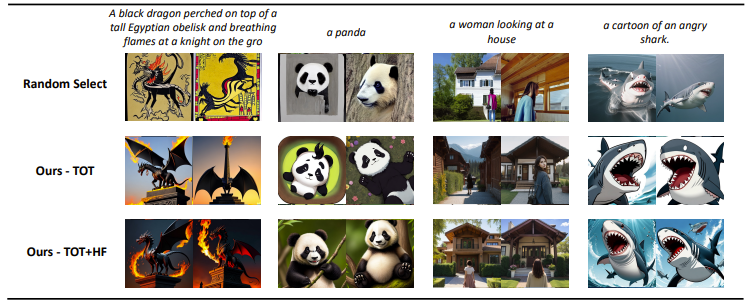 A black dragon perched on top of a
tall Egyptian obelisk and breathing
flames at a knight on the gro
a panda
a woman looking at a
house
a cartoon of an angry
shark.
Random Select
Ours - TOT
Ours - TOT+HF